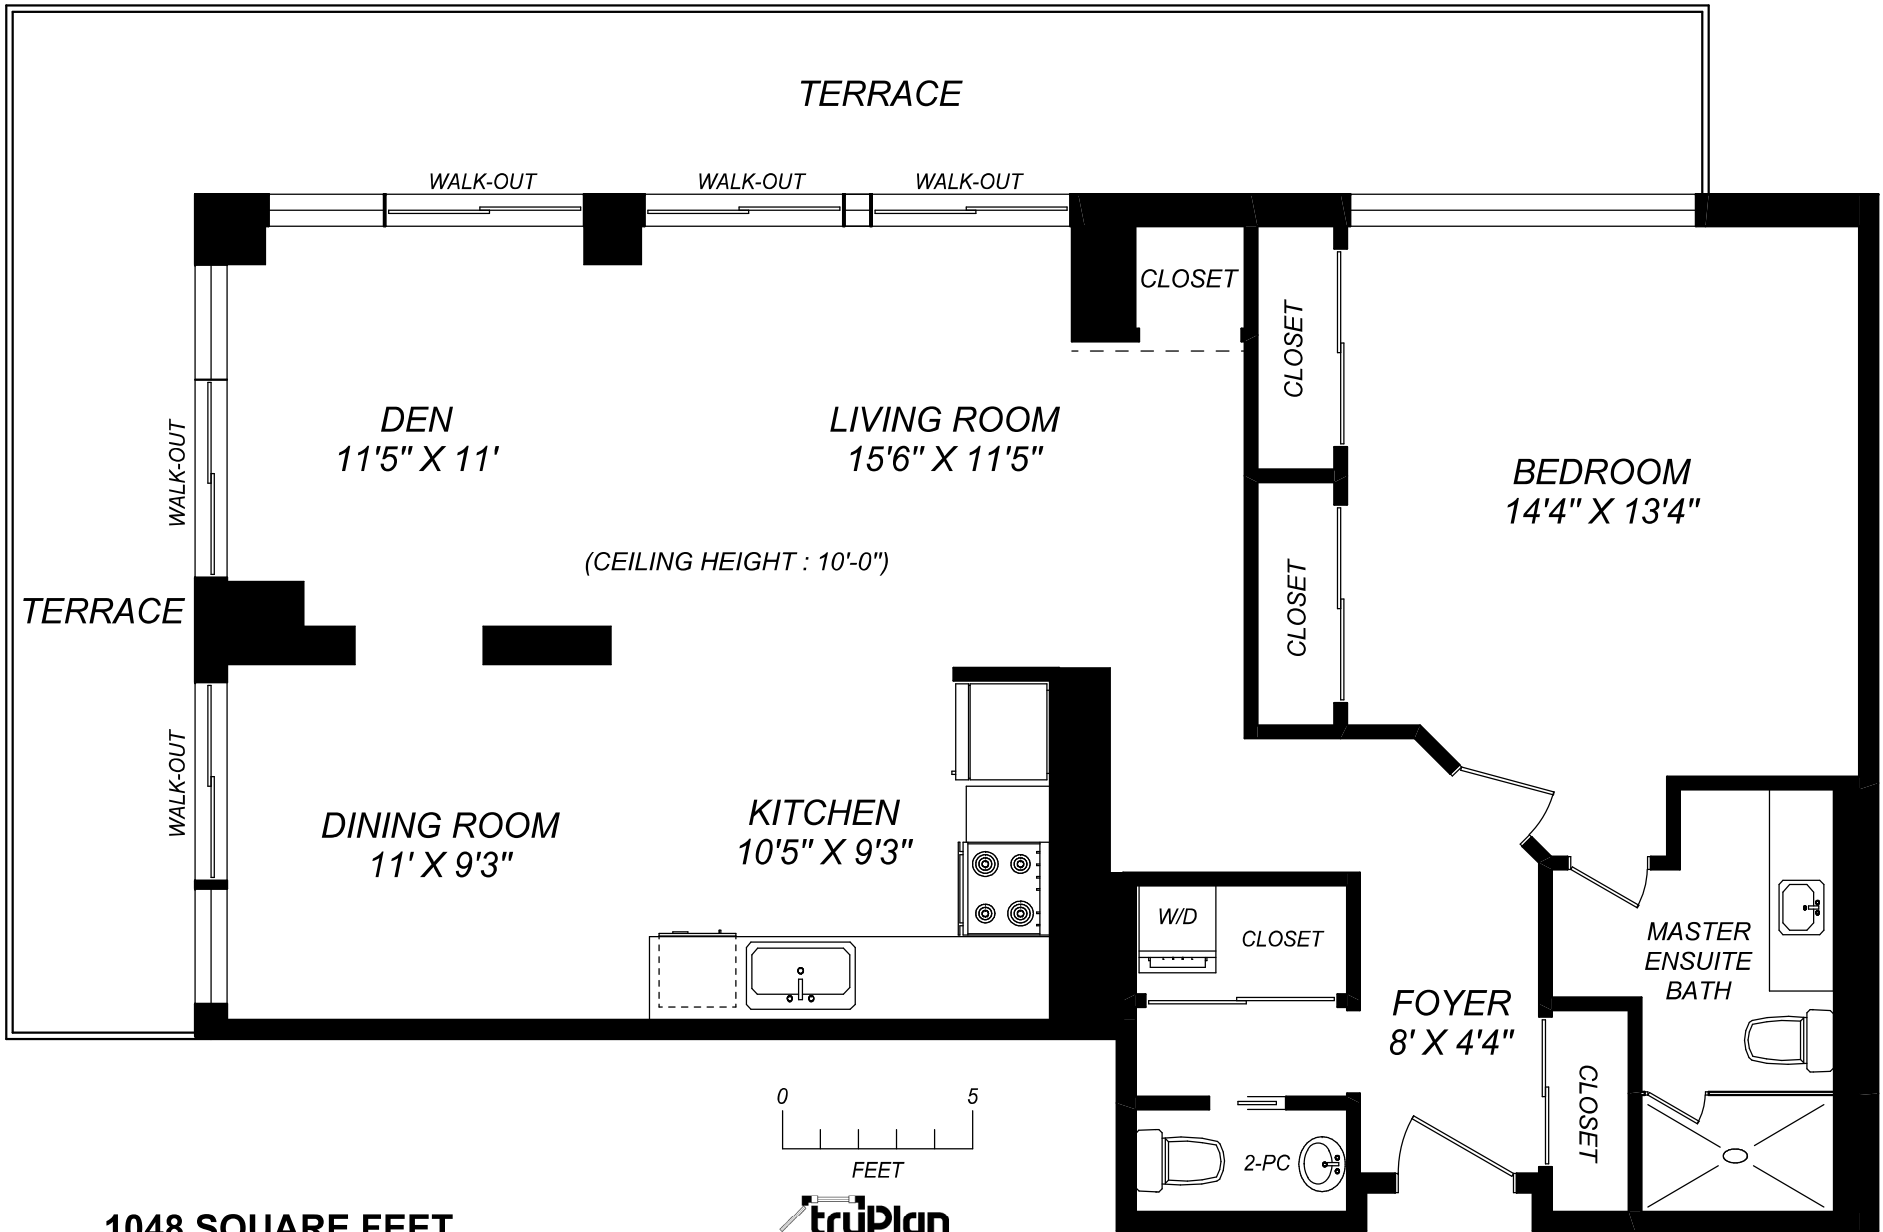 TERRACE
WALK-OUT
WALK-OUT
WALK-OUT
CLOSET
CLOSET
WALK-OUT
DEN
11'5" X 11'
LIVING ROOM
15'6" X 11'5"
BEDROOM
14'4" X 13'4"
(CEILING HEIGHT : 10'-0")
CLOSET
TERRACE
WALK-OUT
DINING ROOM
11' X 9'3"
KITCHEN
10'5" X 9'3"
W/D
CLOSET
MASTER
ENSUITE
BATH
FOYER
8' X 4'4"
CLOSET
0 5
FEET
2-PC
1048 SQUARE FEET
truPlan